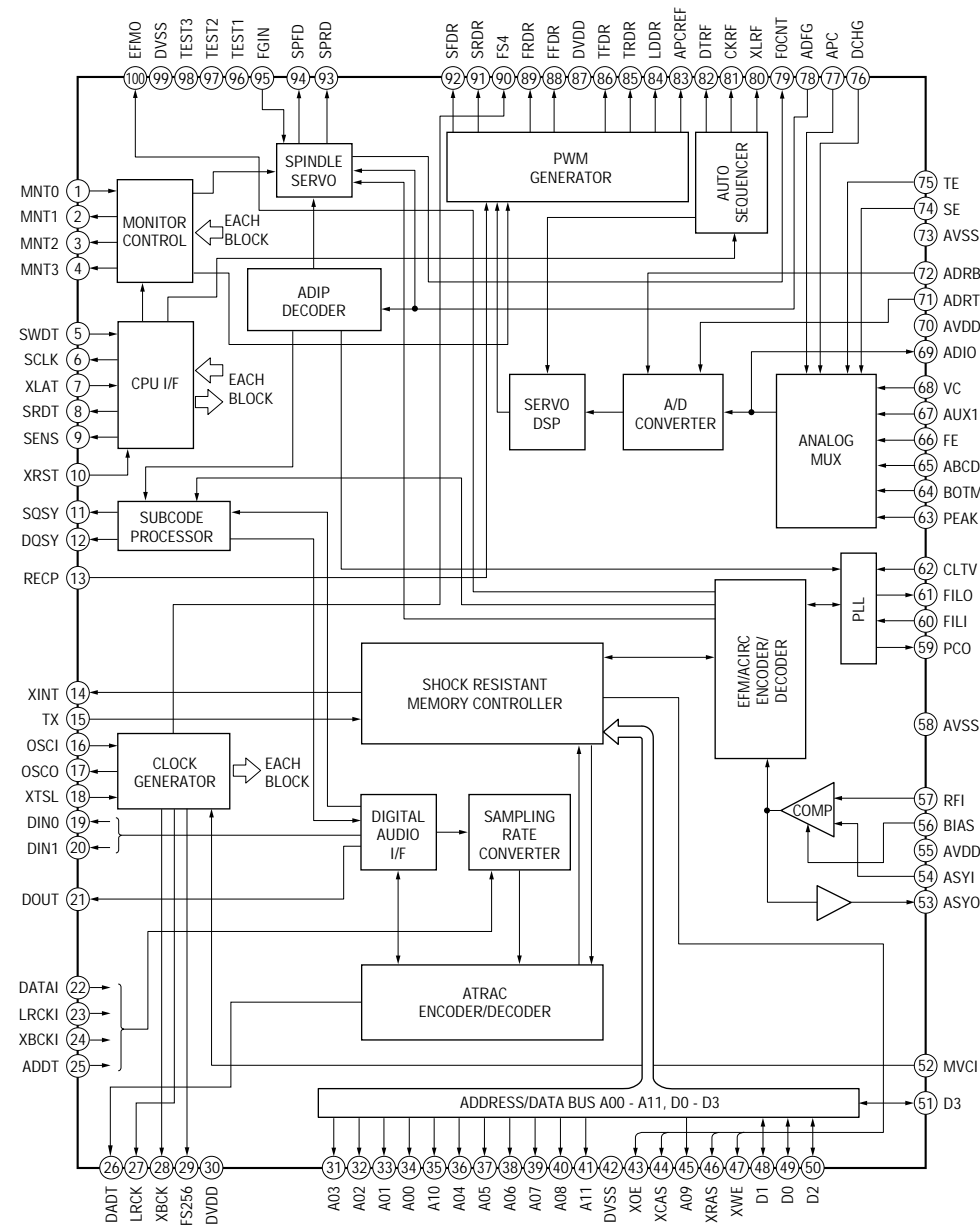 EFMO
DVSS
TEST3
TEST2
TEST1
FGIN
SPFD
SPRD
SFDR
SRDR
FS4
FRDR
FFDR
DVDD
TFDR
TRDR
LDDR
APCREF
DTRF
CKRF
XLRF
F0CNT
ADFG
APC
DCHG
100
99
98
97
96
95
94
93
92
91
90
89
88
87
86
85
84
83
82
81
80
79
78
77
76
MNT0 1
MNT1 2
MNT2 3
MNT3 4
SWDT 5
SCLK 6
XLAT 7
SRDT 8
SENS 9
XRST 10
SQSY 11
DQSY 12
RECP 13
XINT 14
TX 15
OSCI 16
OSCO 17
XTSL 18
DIN0 19
DIN1 20
DOUT 21
DATAI 22
LRCKI 23
XBCKI 24
ADDT 25
SPINDLE
SERVO
PWM
GENERATOR
AUTO
SEQUENCER
MONITOR
CONTROL
EACH
BLOCK
ADIP
DECODER
CPU I/F
EACH
BLOCK
SERVO
DSP
A/D
CONVERTER
ANALOG
MUX
SUBCODE
PROCESSOR
PLL
EFM/ACIRC
ENCODER/
DECODER
SHOCK RESISTANT
MEMORY CONTROLLER
CLOCK
GENERATOR
EACH
BLOCK
DIGITAL
AUDIO
I/F
SAMPLING
RATE
CONVERTER
COMP
ATRAC
ENCODER/DECODER
ADDRESS/DATA BUS A00 - A11, D0 - D3
75 TE
74 SE
73 AVSS
72 ADRB
71 ADRT
70 AVDD
69 ADIO
68 VC
67 AUX1
66 FE
65 ABCD
64 BOTM
63 PEAK
62 CLTV
61 FILO
60 FILI
59 PCO
58 AVSS
57 RFI
56 BIAS
55 AVDD
54 ASYI
53 ASYO
52 MVCI
51 D3
26
27
28
29
30
31
32
33
34
35
36
37
38
39
40
41
42
43
44
45
46
47
48
49
50
DADT
LRCK
XBCK
FS256
DVDD
A03
A02
A01
A00
A10
A04
A05
A06
A07
A08
A11
DVSS
XOE
XCAS
A09
XRAS
XWE
D1
D0
D2